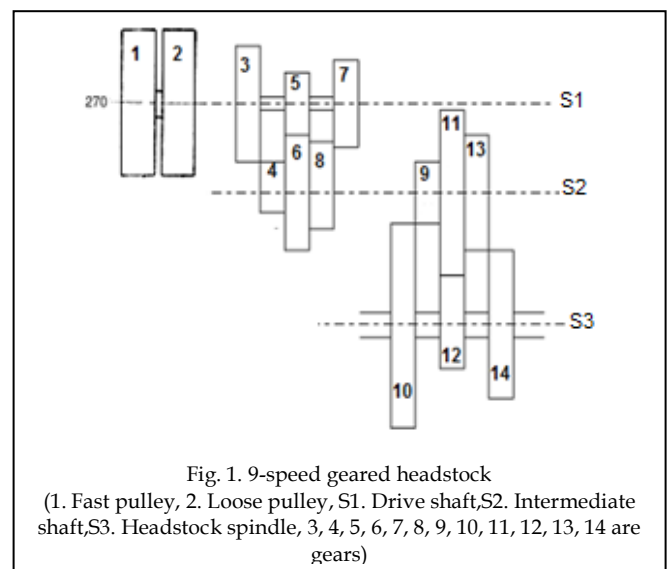 1 2 3 5 7
270 S1
11
6 8 13
4 9
S2
S3
12
10 14
Fig. 1. 9-speed geared headstock
(1. Fast pulley, 2. Loose pulley, S1. Drive shaft,S2. Intermediate
shaft,S3. Headstock spindle, 3, 4, 5, 6, 7, 8, 9, 10, 11, 12, 13, 14 are
gears)